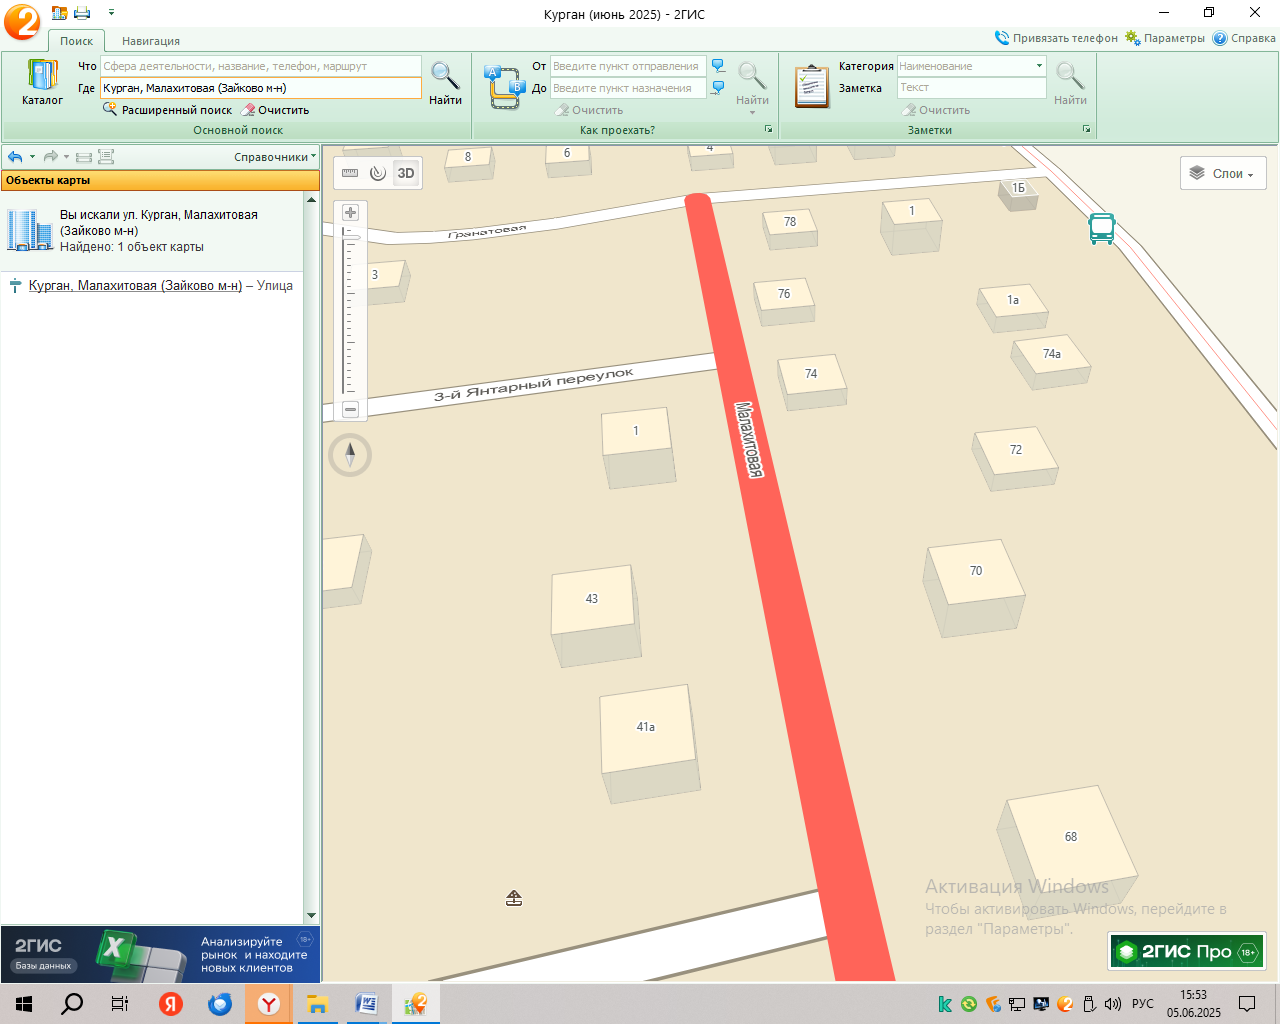 Курган (июнь 2025) - 2ГИС
Поиск
Навигация
Привязать телефон
Параметры
Справка
Каталог
Что
Сфера деятельности, название, телефон, маршрут
Где
Курган, Малахитовая (Зайково м-н)
Расширенный поиск
Очистить
Найти
Основной поиск
От
Введите пункт отправления
До
Введите пункт назначения
Очистить
Найти
Как проехать?
Категория
Наименование
Заметка
Текст
Очистить
Найти
Заметки
Справочники
Объекты карты
Вы искали ул. Курган, Малахитовая
(Зайково м-н)
Найдено: 1 объект карты
Курган, Малахитовая (Зайково м-н) – Улица
3D
Слои
8
6
4
1Б
78
1
Гранатовая
3
76
1а
74а
74
3-й Янтарный переулок
1
Малахитовая
72
70
43
41а
68
Активация Windows
Чтобы активировать Windows, перейдите в
раздел "Параметры".
2ГИС Про 18+
2ГИС
Базы данных
X
Анализируйте
рынок и находите
новых клиентов
18+
РУС
15:53
05.06.2025